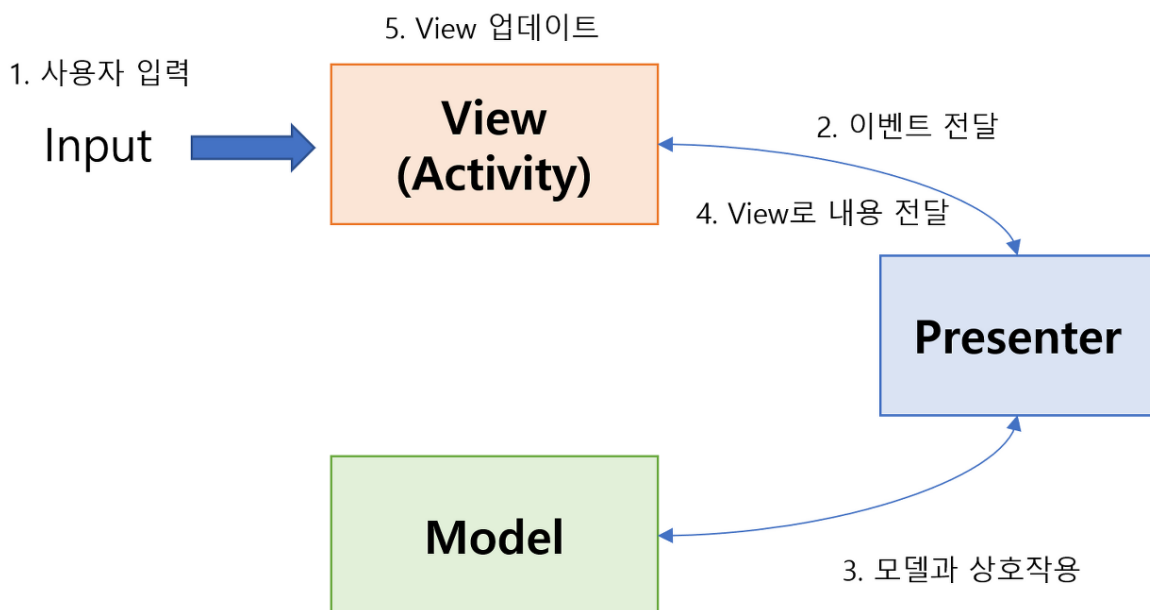 5. View 업데이트
1. 사용자 입력
Input
View
(Activity)
2. 이벤트 전달
4. View로 내용 전달
Presenter
Model
3. 모델과 상호작용